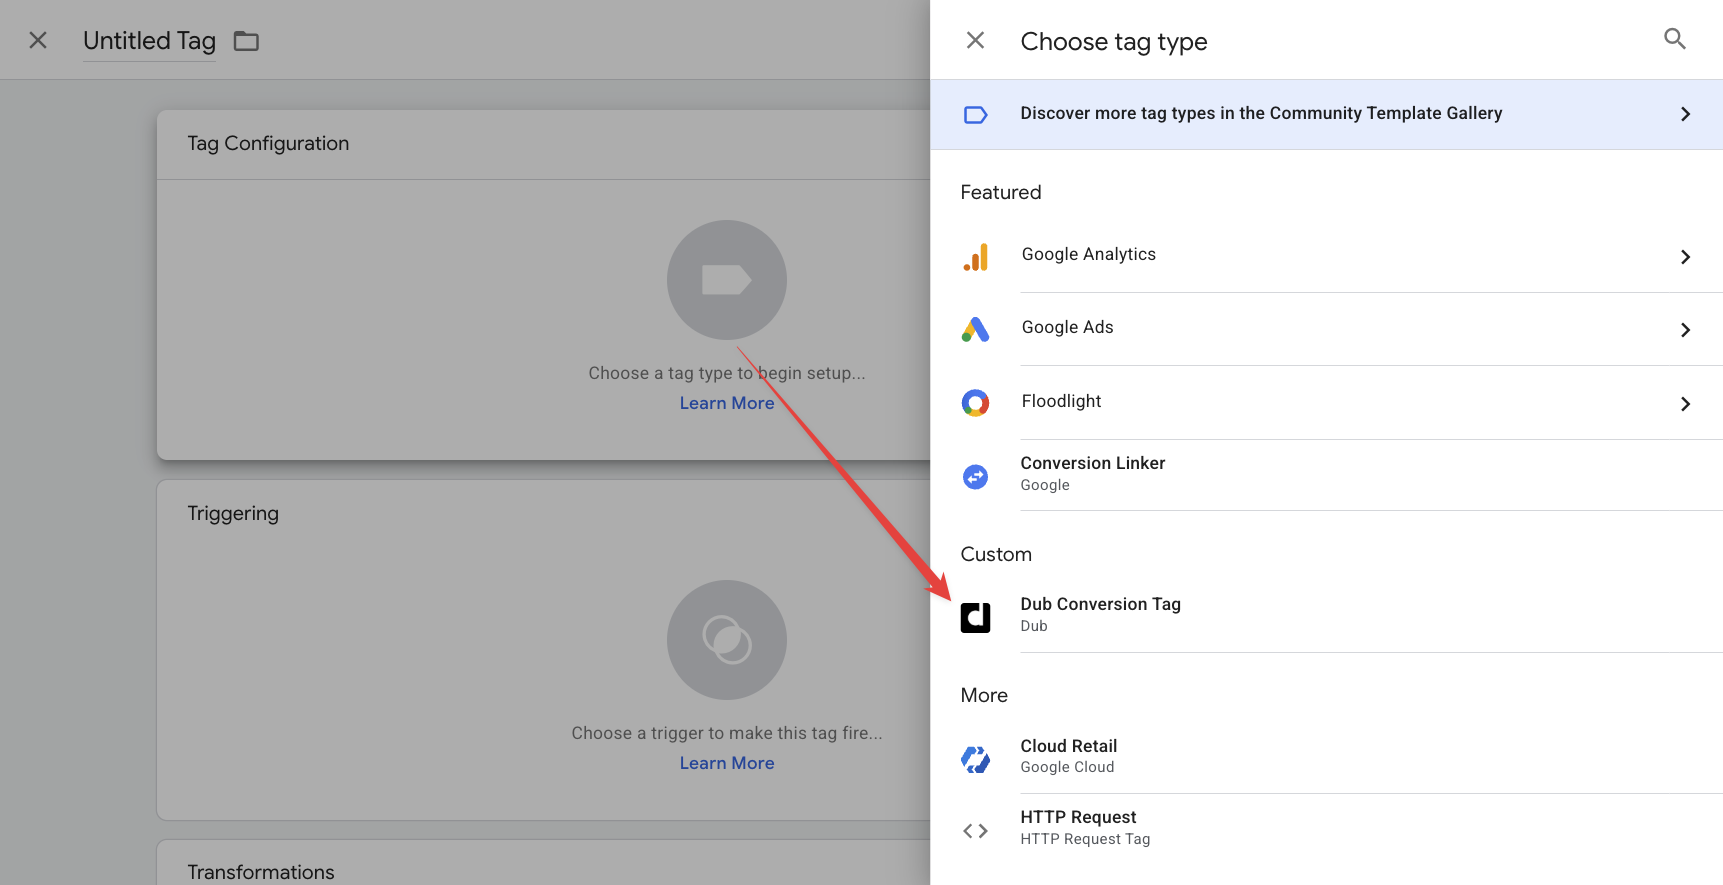 Untitled Tag
Tag Configuration
Choose a tag type to begin setup...
Learn More
Triggering
Choose a trigger to make this tag fire...
Learn More
Transformations
Choose tag type
Discover more tag types in the Community Template Gallery
Featured
Google Analytics
Google Ads
Floodlight
Conversion Linker
Google
Custom
Dub Conversion Tag
Dub
More
Cloud Retail
Google Cloud
HTTP Request
HTTP Request Tag